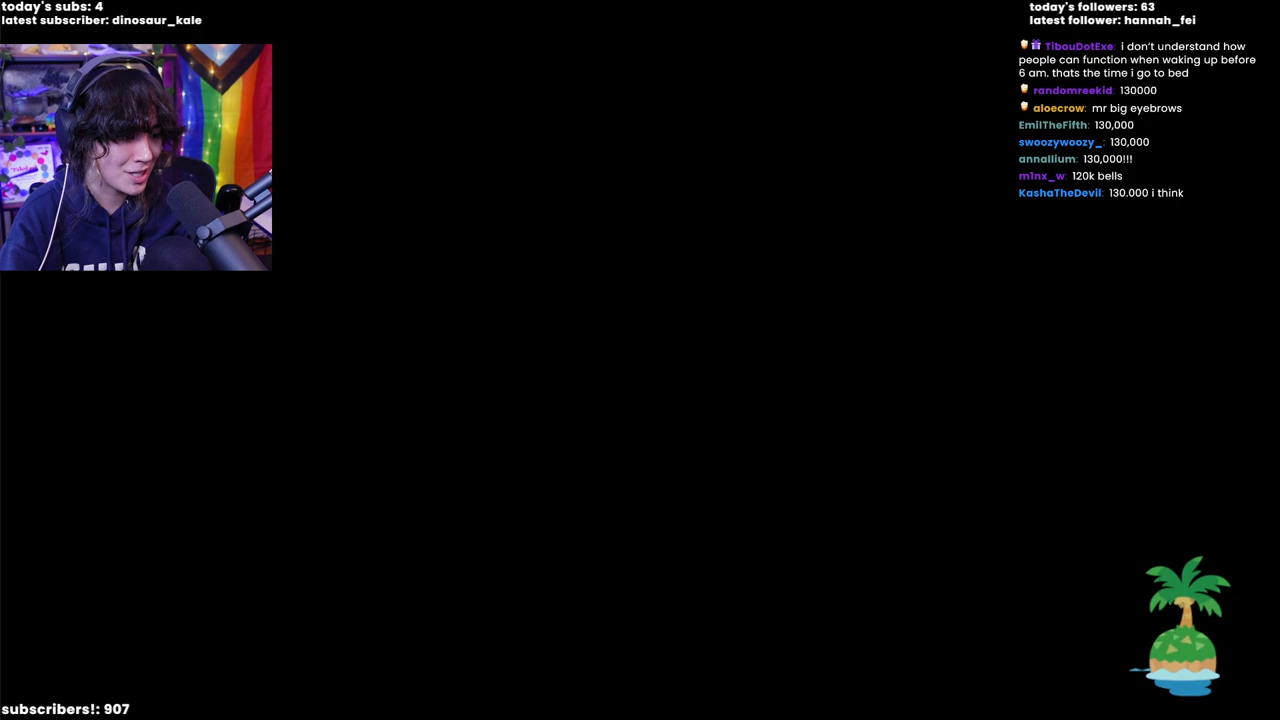 today's subs: 4
latest subscriber: dinosaur_kale
today's followers: 63
latest follower: hannah_fei
TibouDotExe: i don't understand how
people can function when waking up before
6 am. thats the time i go to bed
randomreekid: 130000
aloecrow: mr big eyebrows
EmilTheFifth: 130,000
swoozywoozy_: 130,000
annallium: 130,000!!!
m1nx_w: 120k bells
KashaTheDevil: 130.000 i think
subscribers!: 907